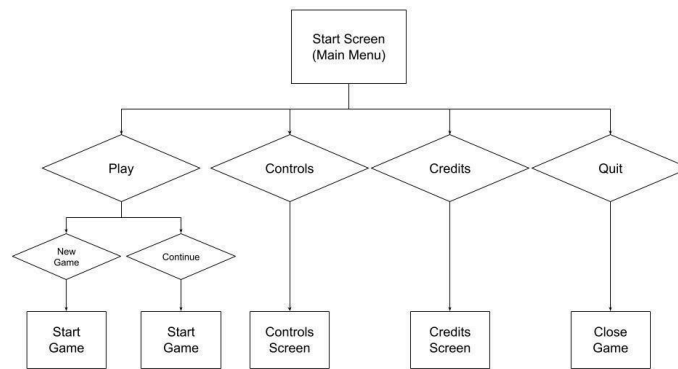 Start Screen
(Main Menu)
Play
Controls
Credits
Quit
New
Game
Continue
Start
Game
Start
Game
Controls
Screen
Credits
Screen
Close
Game